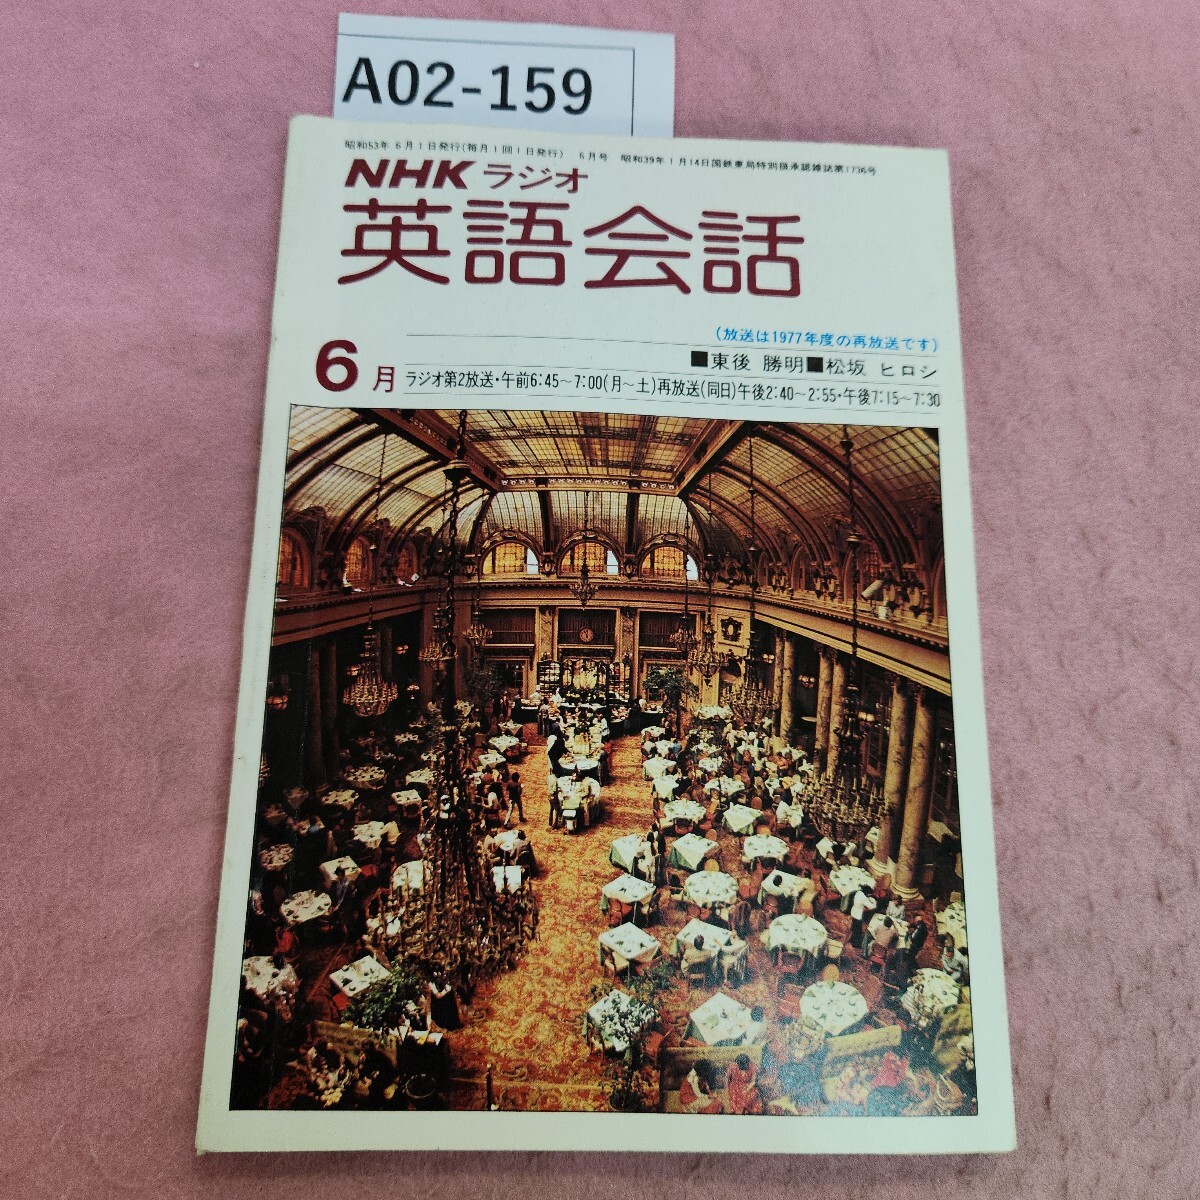 A02-159
昭和53年 6月1日発行(毎月1回1日発行) 6月号 昭和39年1月14日国鉄東局特別扱承認雑誌第1736号
NHKラジオ
英語会話
(放送は1977年度の再放送です)
■東後 勝明■松坂 ヒロシ
6月 ラジオ第2放送・午前6:45～7:00(月～土)再放送(同日)午後2:40～2:55・午後7:15～7:30